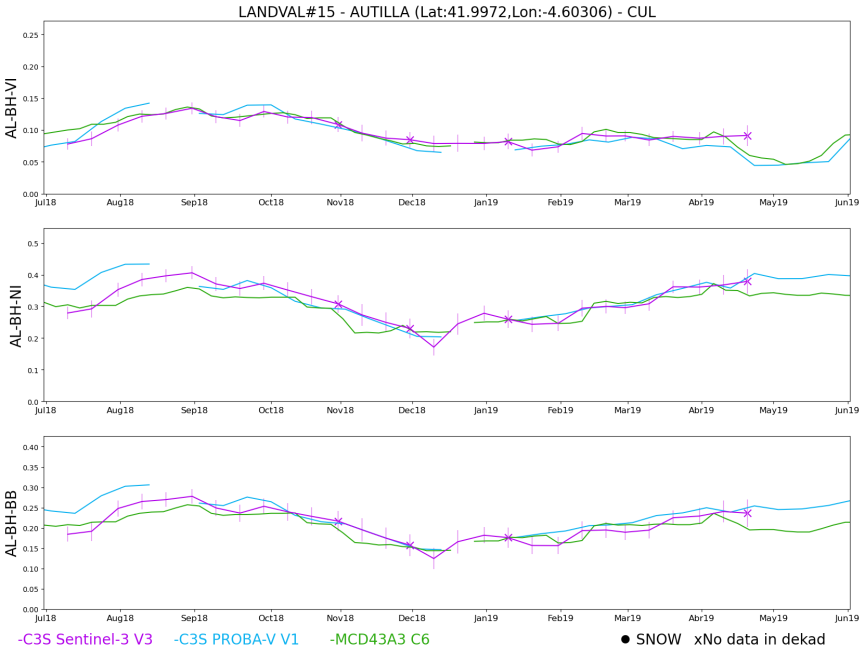 LANDVAL#15 - AUTILLA (Lat:41.9972,Lon:-4.60306) - CUL
AL-BH-VI
0.25
0.20
0.15
0.10
0.05
0.00
Jul18 Aug18 Sep18 Oct18 Nov18 Dec18 Jan19 Feb19 Mar19 Abr19 May19 Jun19
AL-BH-NI
0.5
0.4
0.3
0.2
0.1
0.0
Jul18 Aug18 Sep18 Oct18 Nov18 Dec18 Jan19 Feb19 Mar19 Abr19 May19 Jun19
AL-BH-BB
0.40
0.35
0.30
0.25
0.20
0.15
0.10
0.05
0.00
Jul18 Aug18 Sep18 Oct18 Nov18 Dec18 Jan19 Feb19 Mar19 Abr19 May19 Jun19
-C3S Sentinel-3 V3 -C3S PROBA-V V1 -MCD43A3 C6 ● SNOW xNo data in dekad